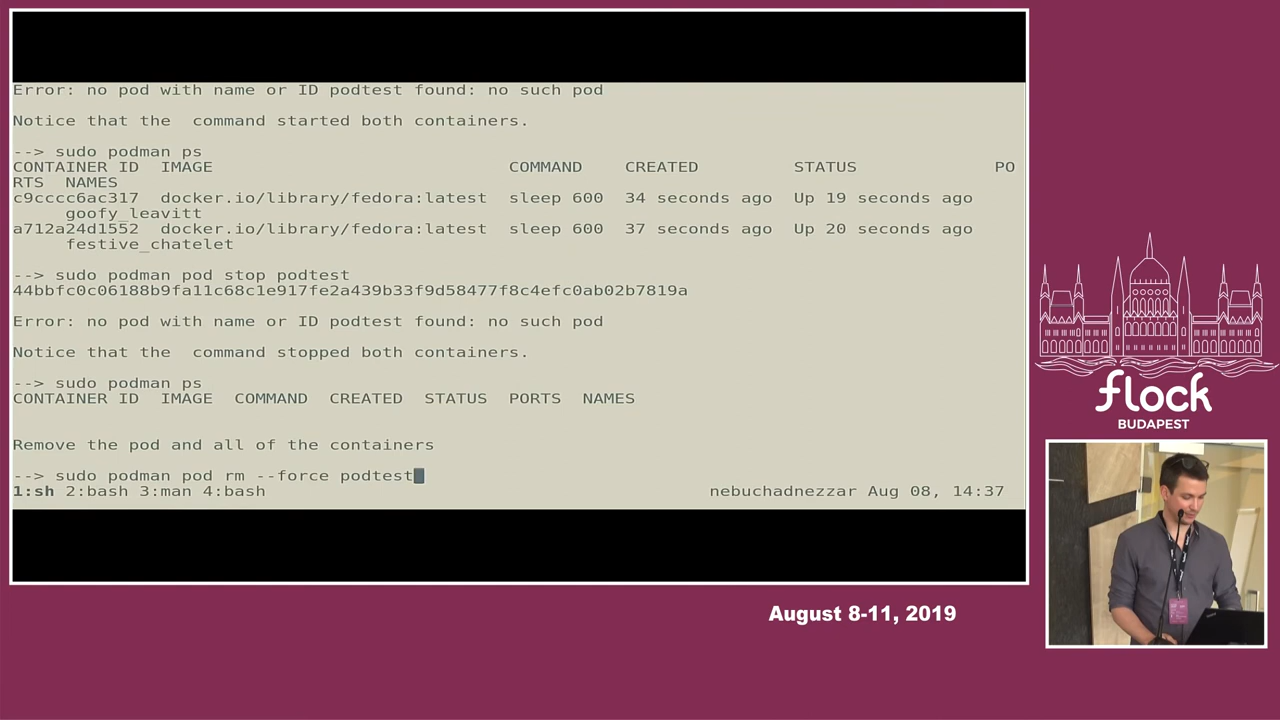 Error: no pod with name or ID podtest found: no such pod
Notice that the  command started both containers.
--> sudo podman ps
CONTAINER ID  IMAGE                            COMMAND    CREATED         STATUS             PO
RTS  NAMES
c9cccc6ac317  docker.io/library/fedora:latest  sleep 600  34 seconds ago  Up 19 seconds ago
     goofy_leavitt
a712a24d1552  docker.io/library/fedora:latest  sleep 600  37 seconds ago  Up 20 seconds ago
     festive_chatelet
--> sudo podman pod stop podtest
44bbfc0c06188b9fa11c68c1e917fe2a439b33f9d58477f8c4efc0ab02b7819a
Error: no pod with name or ID podtest found: no such pod
Notice that the  command stopped both containers.
--> sudo podman ps
CONTAINER ID  IMAGE  COMMAND  CREATED  STATUS  PORTS  NAMES
Remove the pod and all of the containers
--> sudo podman pod rm --force podtest
1:sh 2:bash 3:man 4:bash
nebuchadnezzar Aug 08, 14:37
flock
BUDAPEST
August 8-11, 2019